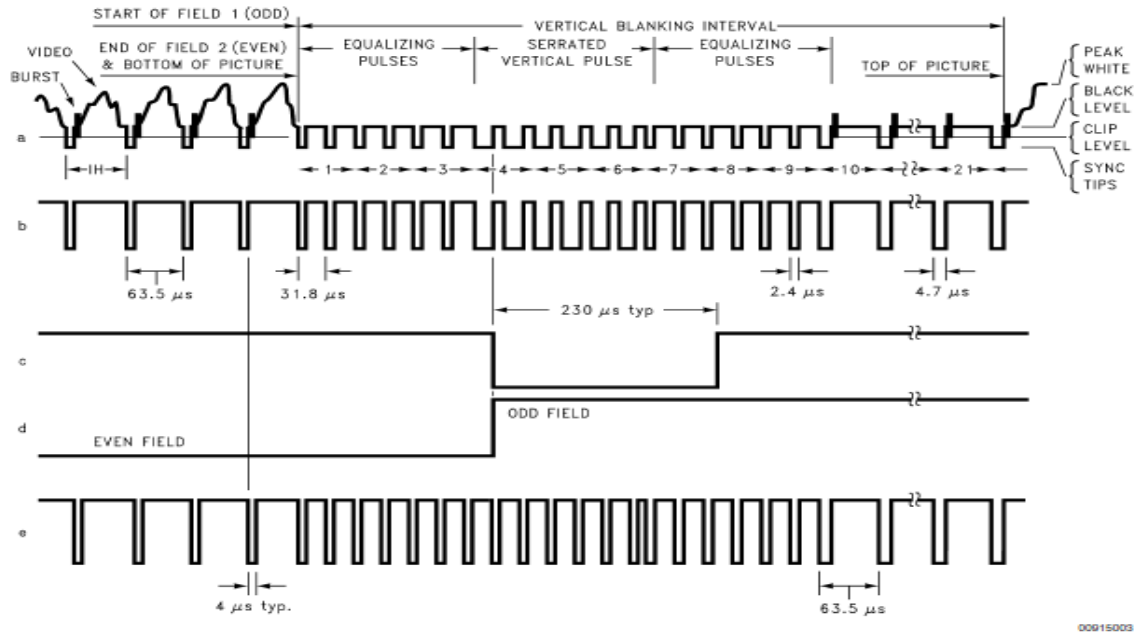 START OF FIELD 1 (ODD)
VERTICAL BLANKING INTERVAL
VIDEO
END OF FIELD 2 (EVEN)
& BOTTOM OF PICTURE
EQUALIZING
PULSES
SERRATED
VERTICAL PULSE
EQUALIZING
PULSES
TOP OF PICTURE
PEAK
WHITE
BURST
BLACK
LEVEL
a
CLIP
LEVEL
IH
1 2 3 4 5 6 7 8 9 10 21
SYNC
TIPS
b
63.5 µs
31.8 µs
2.4 µs
4.7 µs
230 µs typ
c
d
ODD FIELD
EVEN FIELD
e
4 µs typ.
63.5 µs
00915003